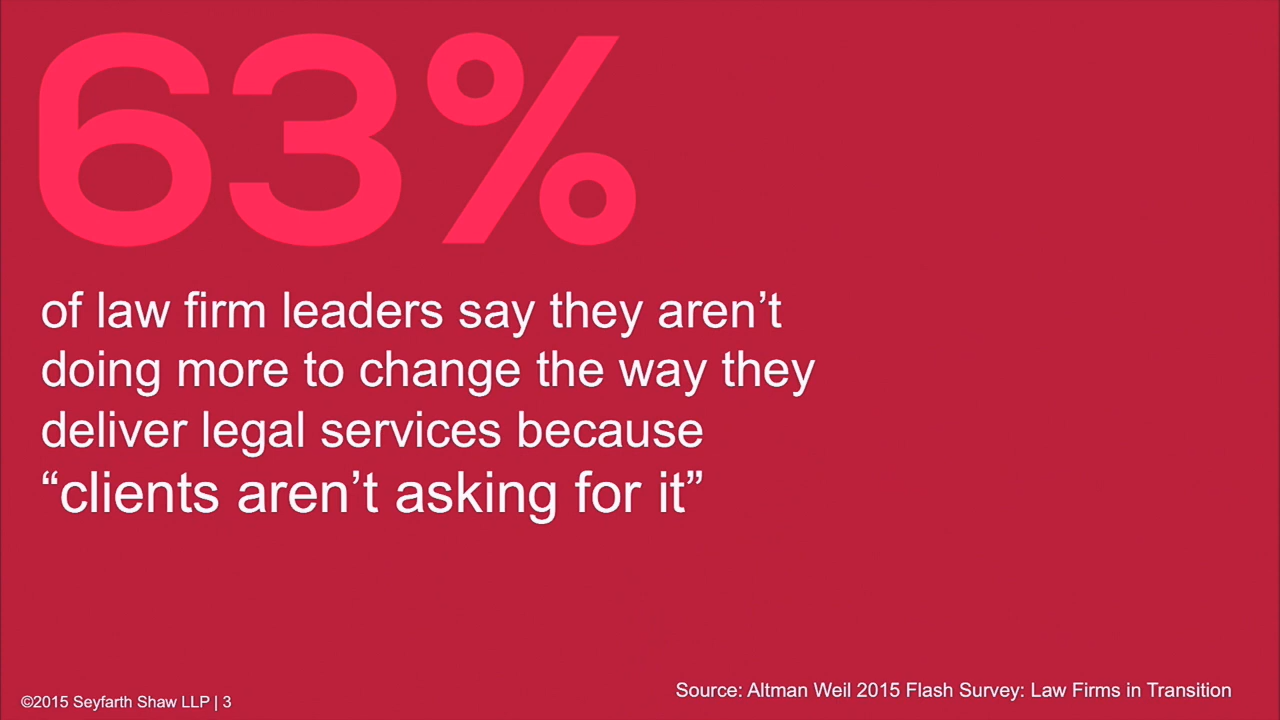 63%
of law firm leaders say they aren’t
doing more to change the way they
deliver legal services because
“clients aren’t asking for it”
©2015 Seyfarth Shaw LLP | 3
Source: Altman Weil 2015 Flash Survey: Law Firms in Transition